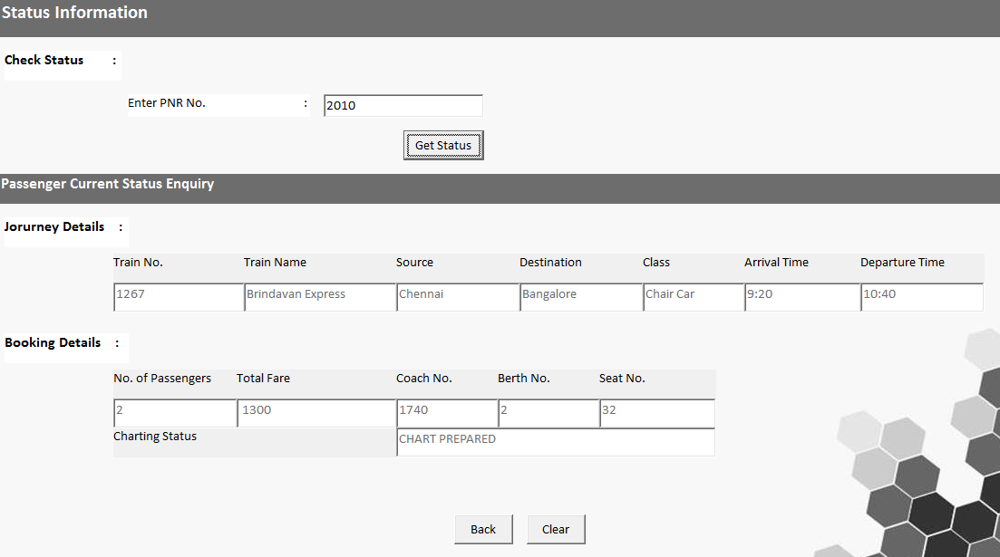 Status Information
Check Status :
Enter PNR No. : 2010
Get Status
Passenger Current Status Enquiry
Jorurney Details :
Train No. Train Name Source Destination Class Arrival Time Departure Time
1267 Brindavan Express Chennai Bangalore Chair Car 9:20 10:40
Booking Details :
No. of Passengers Total Fare Coach No. Berth No. Seat No.
2 1300 1740 2 32
Charting Status CHART PREPARED
Back Clear